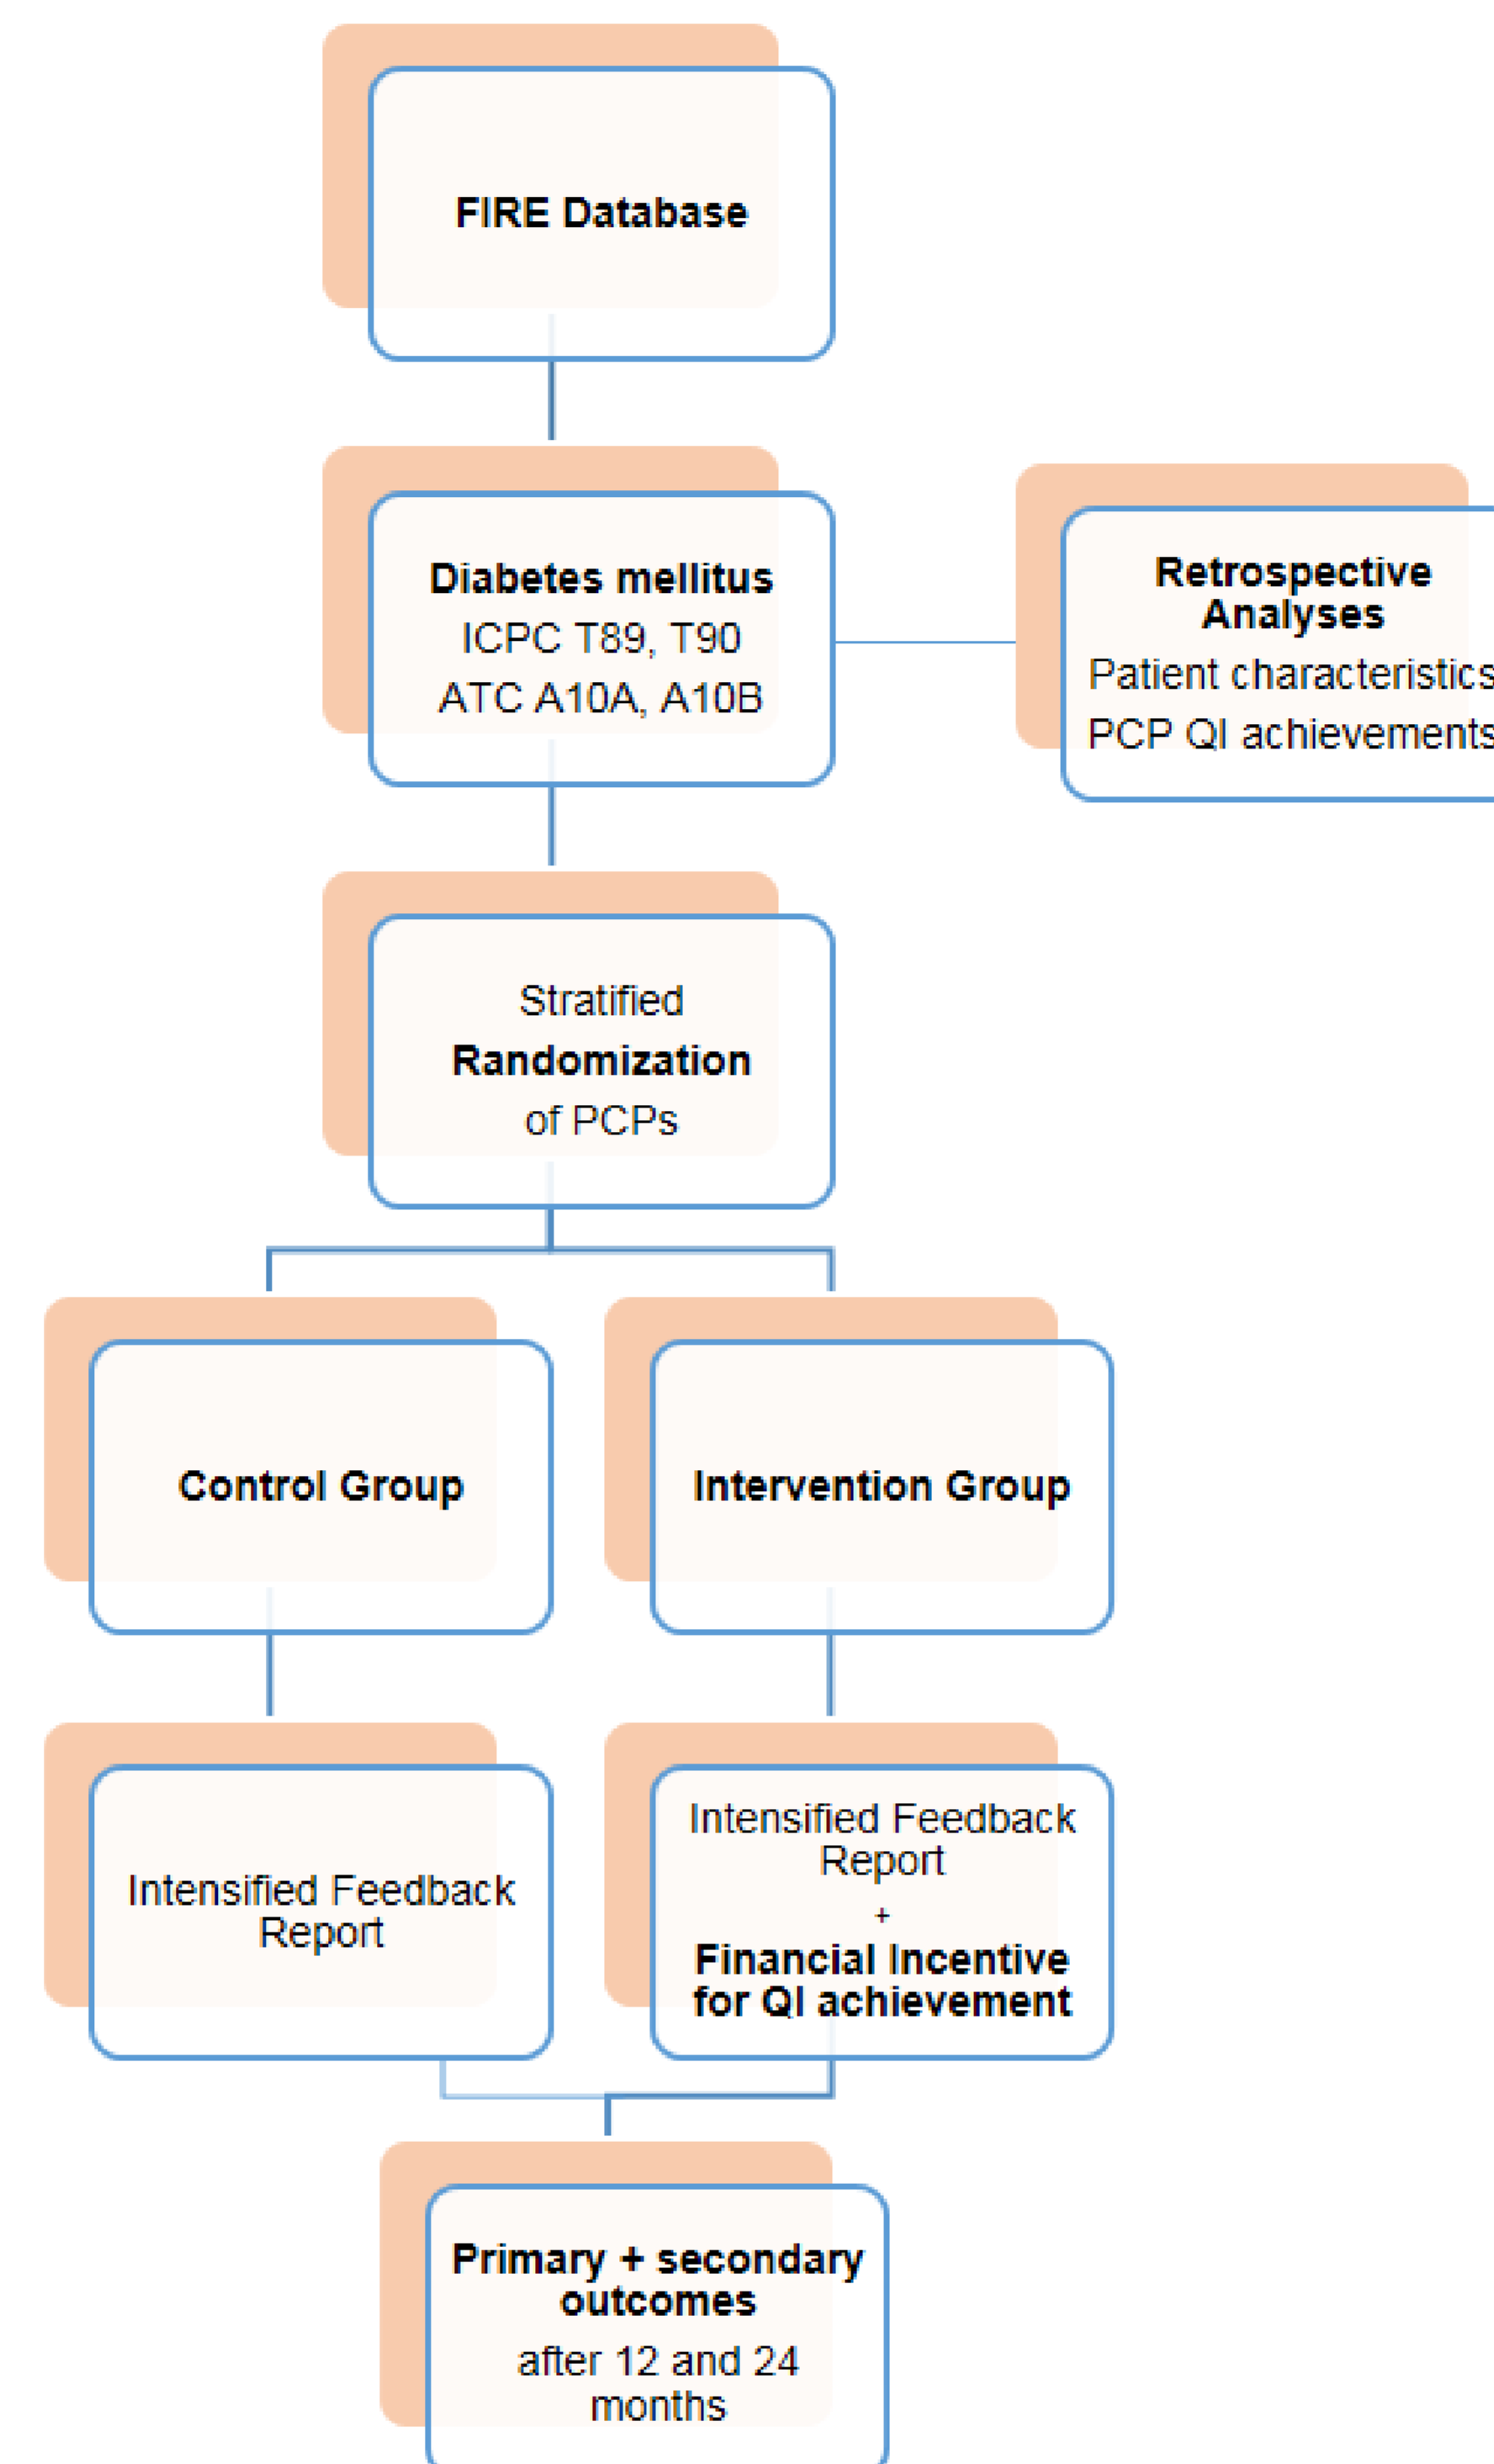 FIRE Database
Diabetes mellitus
ICPC T89, T90
ATC A10A, A10B
Retrospective
Analyses
Patient characteristics
PCP QI achievements
Stratified
Randomization
of PCPs
Control Group
Intervention Group
Intensified Feedback
Report
Intensified Feedback
Report
+
Financial Incentive
for QI achievement
Primary + secondary
outcomes
after 12 and 24
months